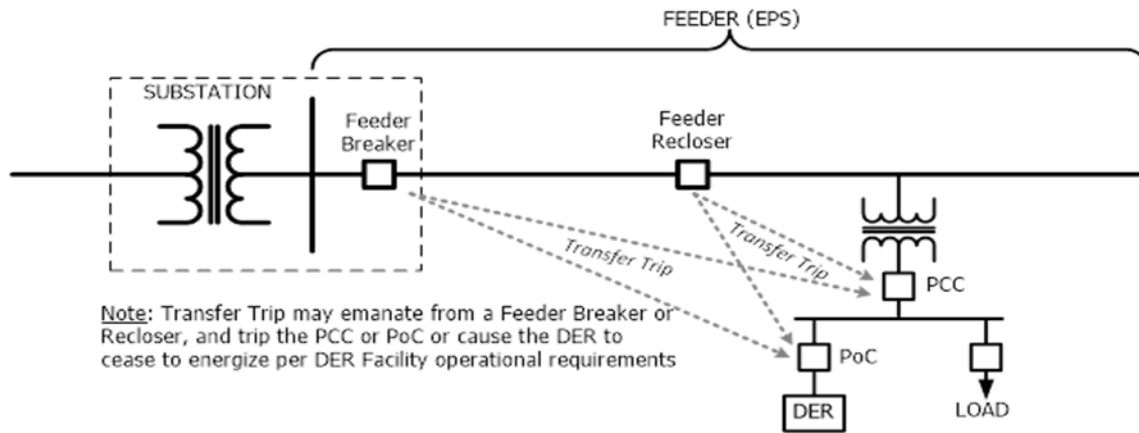 FEEDER (EPS)
SUBSTATION
Feeder
Breaker
Feeder
Recloser
Transfer Trip
Transfer Trip
PCC
Note: Transfer Trip may emanate from a Feeder Breaker or
Recloser, and trip the PCC or PoC or cause the DER to
cease to energize per DER Facility operational requirements
PoC
DER
LOAD